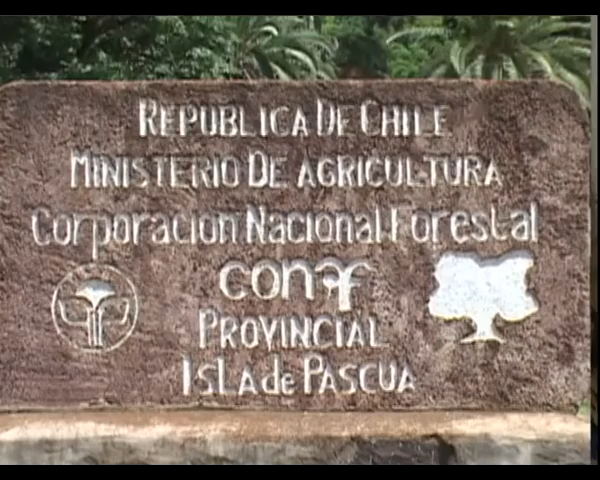 REPUBLICA DE CHILE
MINISTERIO DE AGRICULTURA
Corporacion Nacional Forestal
conaf
PROVINCIAL
ISLA de PASCUA